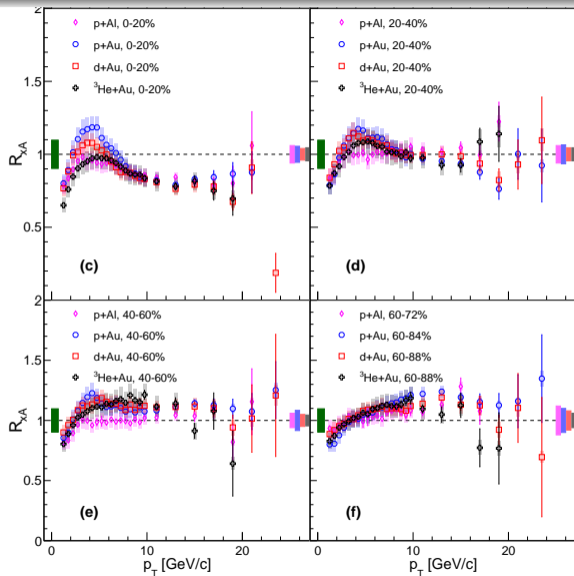 2
p+Al, 0-20%
p+Au, 0-20%
d+Au, 0-20%
³He+Au, 0-20%
1.5
R_xA
1
0.5
(c)
p+Al, 20-40%
p+Au, 20-40%
d+Au, 20-40%
³He+Au, 20-40%
(d)
2
p+Al, 40-60%
p+Au, 40-60%
d+Au, 40-60%
³He+Au, 40-60%
1.5
R_xA
1
0.5
0
(e)
0 10 20
p_T [GeV/c]
p+Al, 60-72%
p+Au, 60-84%
d+Au, 60-88%
³He+Au, 60-88%
(f)
0 10 20
p_T [GeV/c]